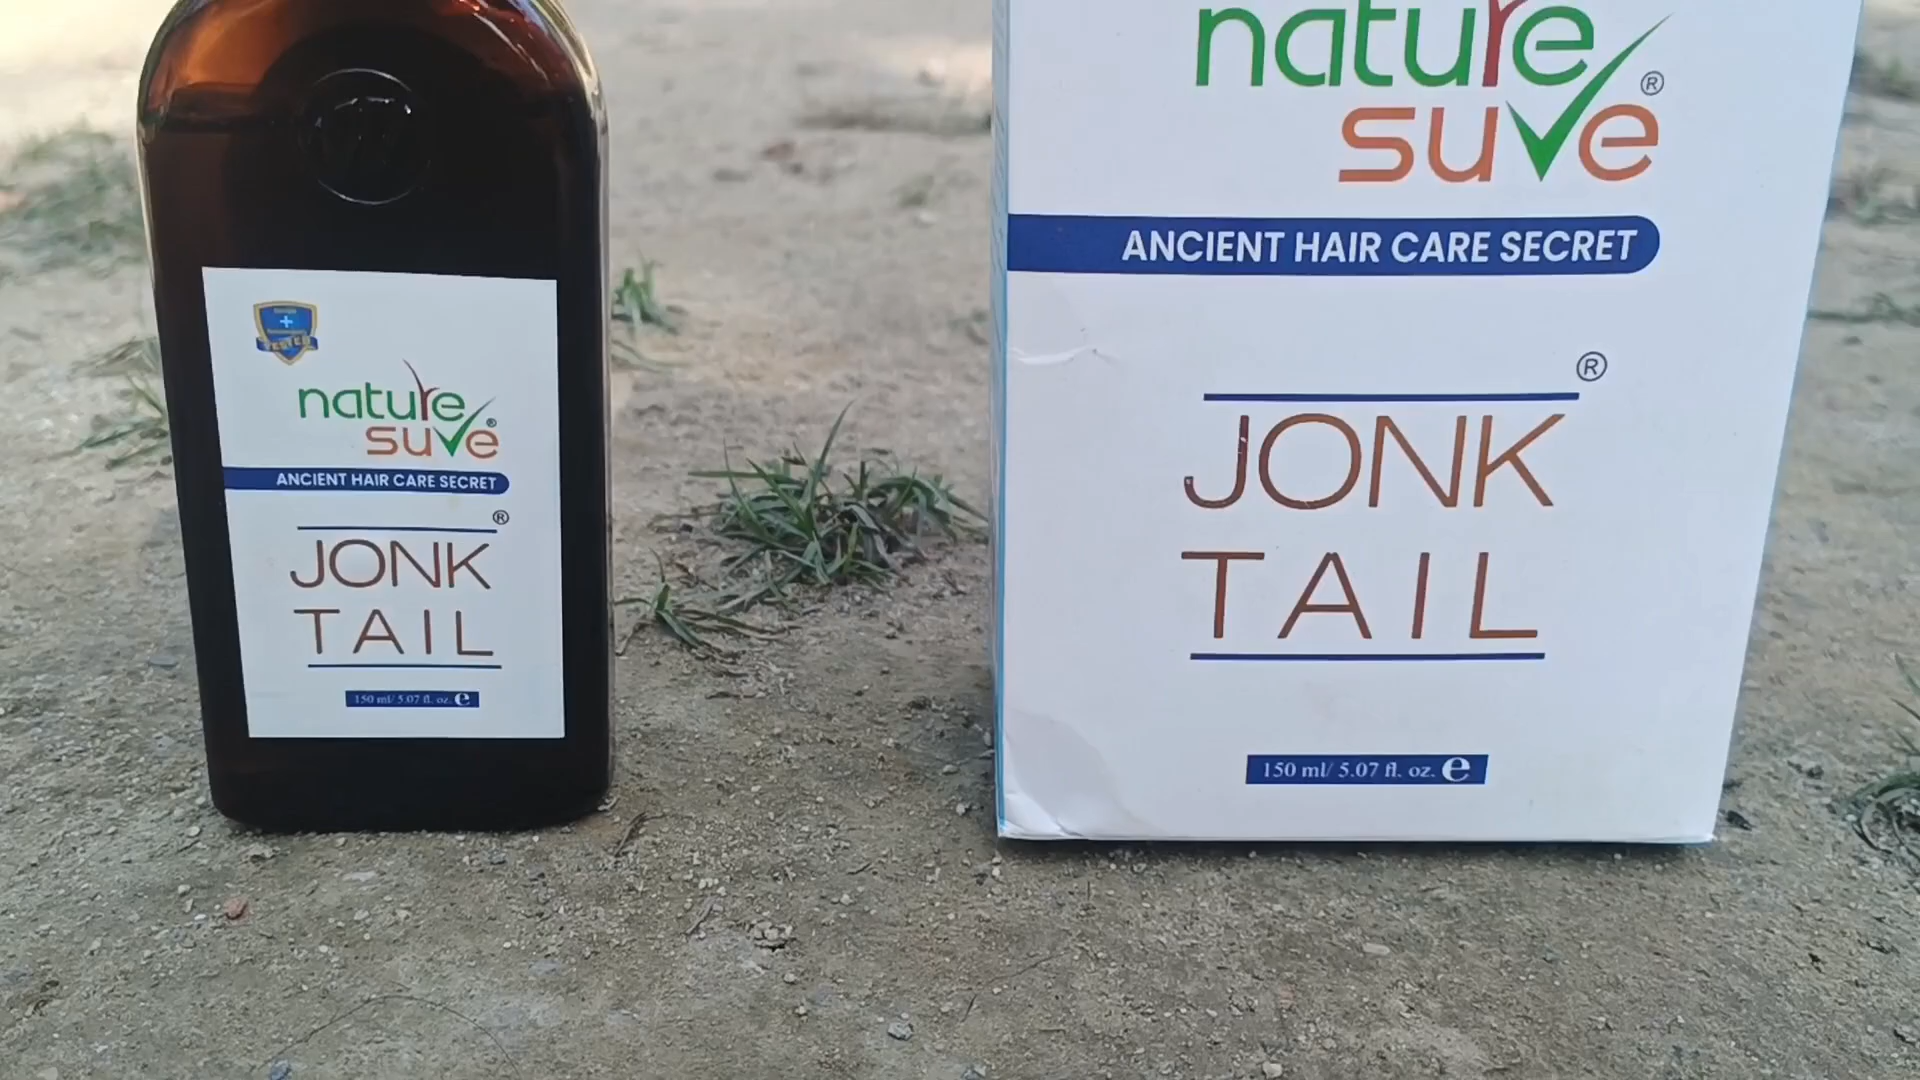 TESTED
nature
suve®
ANCIENT HAIR CARE SECRET
®
JONK
TAIL
150 ml/ 5.07 fl. oz. e
nature
suve®
ANCIENT HAIR CARE SECRET
®
JONK
TAIL
150 ml/ 5.07 fl. oz. e